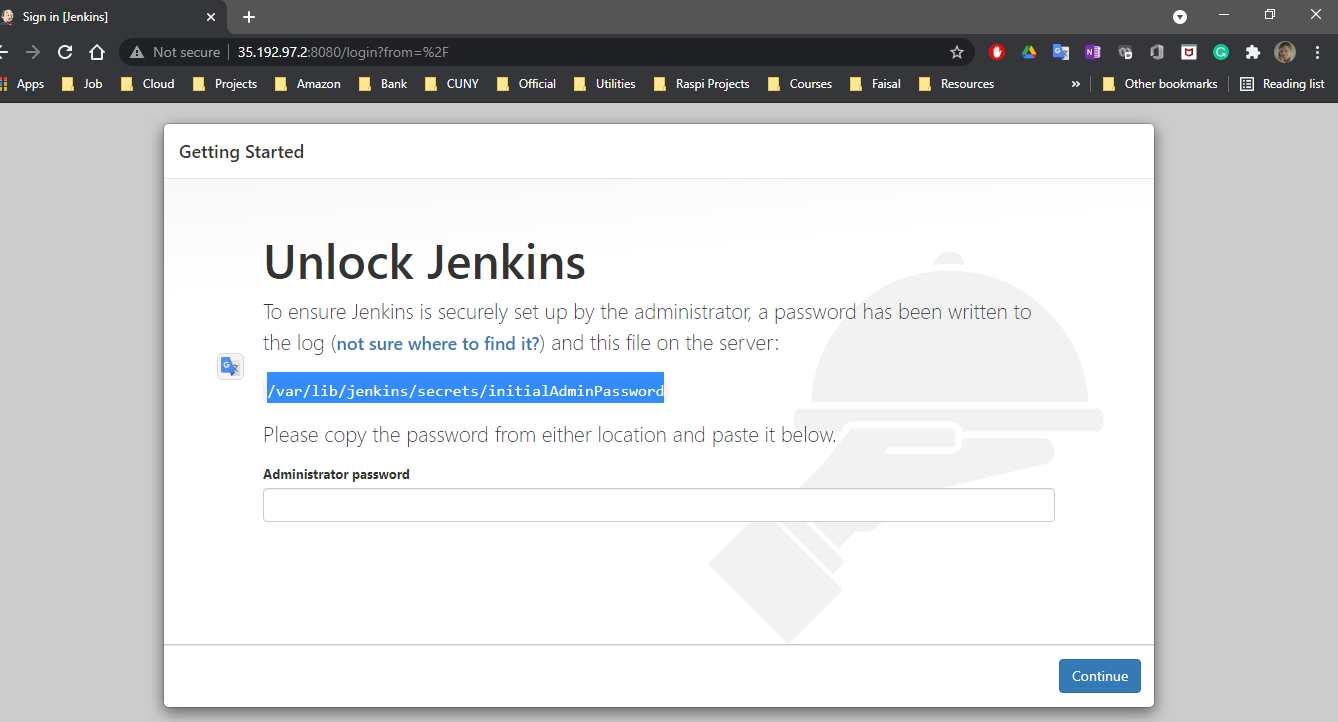 Sign in [Jenkins]
Not secure 35.192.97.2:8080/login?from=%2F
Apps Job Cloud Projects Amazon Bank CUNY Official Utilities Raspi Projects Courses Faisal Resources » Other bookmarks Reading list
Getting Started
Unlock Jenkins
To ensure Jenkins is securely set up by the administrator, a password has been written to
the log (not sure where to find it?) and this file on the server:
/var/lib/jenkins/secrets/initialAdminPassword
Please copy the password from either location and paste it below.
Administrator password
Continue